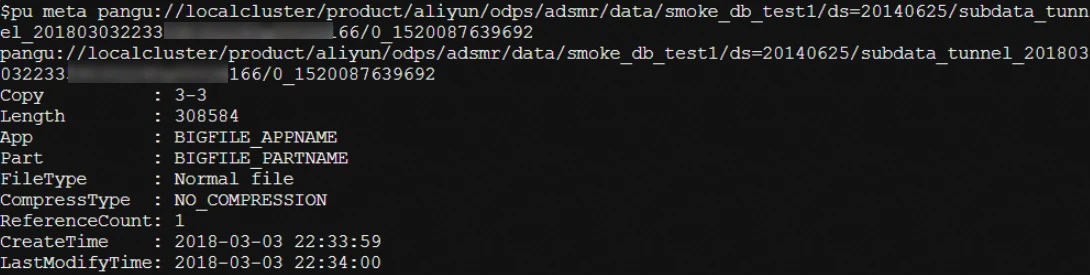 $pu meta pangu://localcluster/product/aliyun/odps/adsmr/data/smoke_db_test1/ds=20140625/subdata_tunn
el_201803032233 166/0_1520087639692
pangu://localcluster/product/aliyun/odps/adsmr/data/smoke_db_test1/ds=20140625/subdata_tunnel_201803
032233 166/0_1520087639692
Copy : 3-3
Length : 308584
App : BIGFILE_APPNAME
Part : BIGFILE_PARTNAME
FileType : Normal file
CompressType : NO_COMPRESSION
ReferenceCount: 1
CreateTime : 2018-03-03 22:33:59
LastModifyTime: 2018-03-03 22:34:00